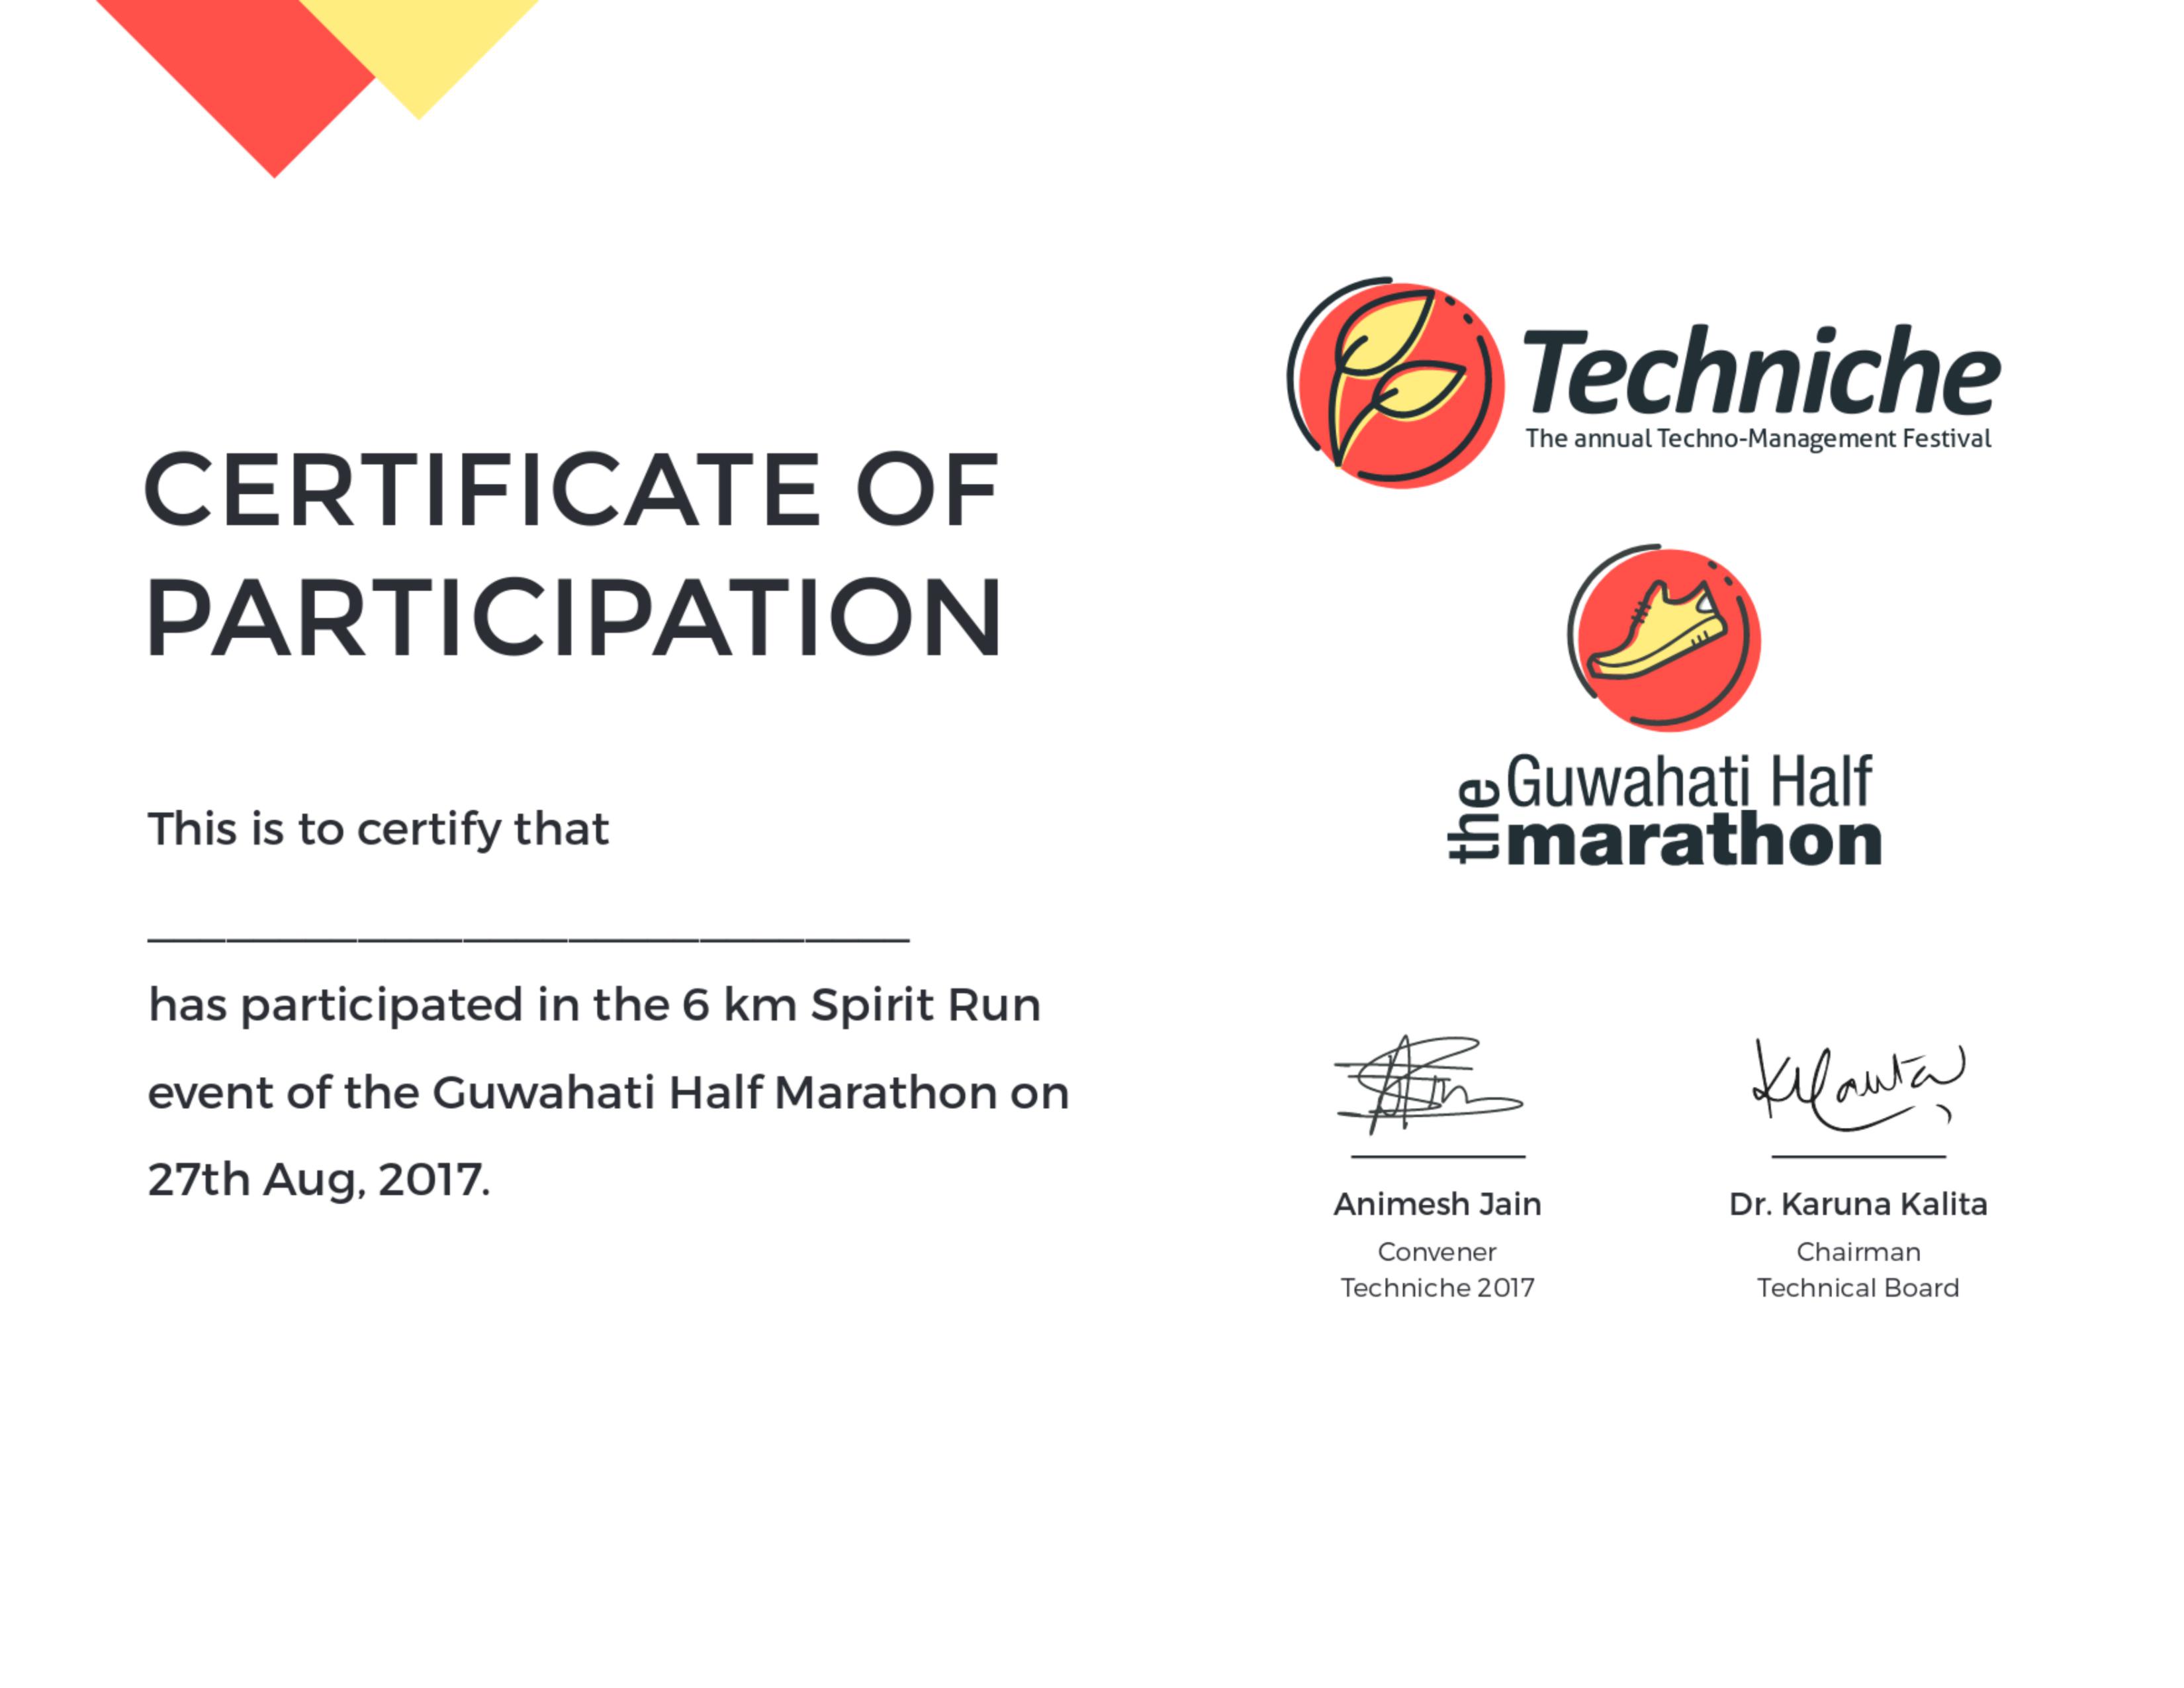 CERTIFICATE OF
PARTICIPATION
This is to certify that
has participated in the 6 km Spirit Run
event of the Guwahati Half Marathon on
27th Aug, 2017.
Techniche
The annual Techno-Management Festival
the Guwahati Half
marathon
Animesh Jain
Convener
Techniche 2017
Dr. Karuna Kalita
Chairman
Technical Board